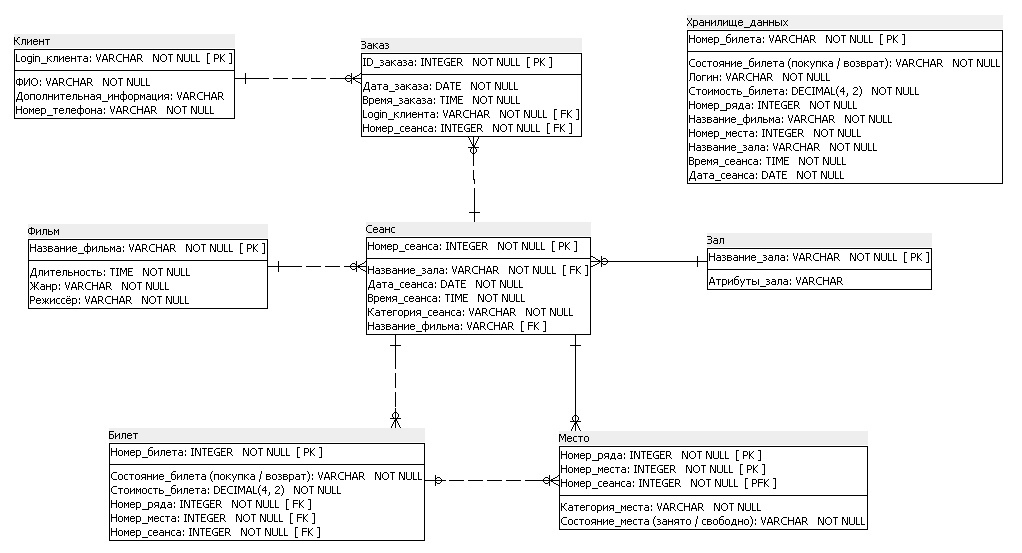 Клиент
Login_клиента: VARCHAR NOT NULL [ PK ]
ФИО: VARCHAR NOT NULL
Дополнительная_информация: VARCHAR
Номер_телефона: VARCHAR NOT NULL
Заказ
ID_заказа: INTEGER NOT NULL [ PK ]
Дата_заказа: DATE NOT NULL
Время_заказа: TIME NOT NULL
Login_клиента: VARCHAR NOT NULL [ FK ]
Номер_сеанса: INTEGER NOT NULL [ FK ]
Хранилище_данных
Номер_билета: VARCHAR NOT NULL [ PK ]
Состояние_билета (покупка / возврат): VARCHAR NOT NULL
Логин: VARCHAR NOT NULL
Стоимость_билета: DECIMAL(4, 2) NOT NULL
Номер_ряда: INTEGER NOT NULL
Название_фильма: VARCHAR NOT NULL
Номер_места: INTEGER NOT NULL
Название_зала: VARCHAR NOT NULL
Время_сеанса: TIME NOT NULL
Дата_сеанса: DATE NOT NULL
Фильм
Название_фильма: VARCHAR NOT NULL [ PK ]
Длительность: TIME NOT NULL
Жанр: VARCHAR NOT NULL
Режиссёр: VARCHAR NOT NULL
Сеанс
Номер_сеанса: INTEGER NOT NULL [ PK ]
Название_зала: VARCHAR NOT NULL [ FK ]
Дата_сеанса: DATE NOT NULL
Время_сеанса: TIME NOT NULL
Категория_сеанса: VARCHAR NOT NULL
Название_фильма: VARCHAR [ FK ]
Зал
Название_зала: VARCHAR NOT NULL [ PK ]
Атрибуты_зала: VARCHAR
Билет
Номер_билета: INTEGER NOT NULL [ PK ]
Состояние_билета (покупка / возврат): VARCHAR NOT NULL
Стоимость_билета: DECIMAL(4, 2) NOT NULL
Номер_ряда: INTEGER NOT NULL [ FK ]
Номер_места: INTEGER NOT NULL [ FK ]
Номер_сеанса: INTEGER NOT NULL [ FK ]
Место
Номер_ряда: INTEGER NOT NULL [ PK ]
Номер_места: INTEGER NOT NULL [ PK ]
Номер_сеанса: INTEGER NOT NULL [ PFK ]
Категория_места: VARCHAR NOT NULL
Состояние_места (занято / свободно): VARCHAR NOT NULL